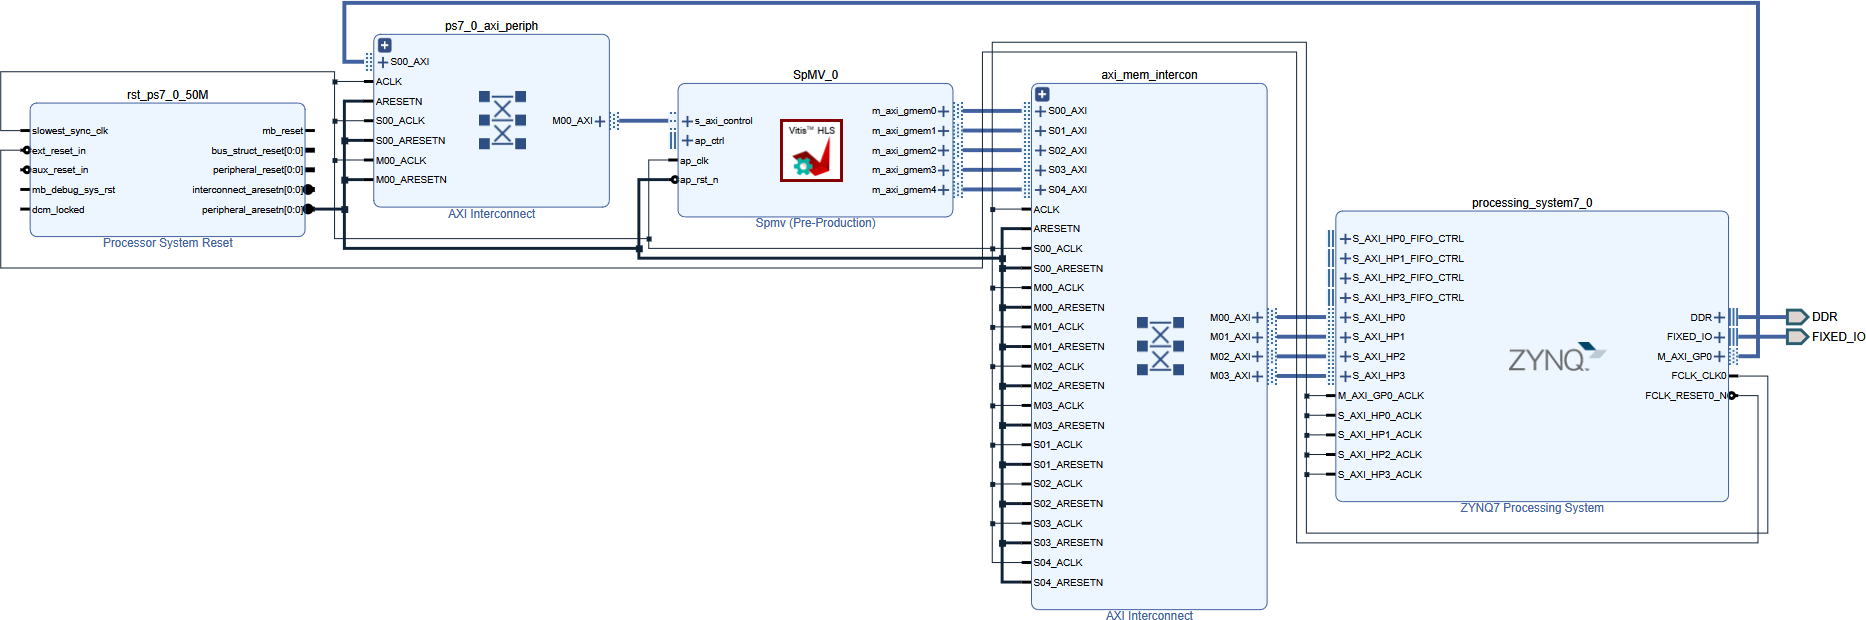 rst_ps7_0_50M
slowest_sync_clk
ext_reset_in
aux_reset_in
mb_debug_sys_rst
dcm_locked
mb_reset
bus_struct_reset[0:0]
peripheral_reset[0:0]
interconnect_aresetn[0:0]
peripheral_aresetn[0:0]
Processor System Reset
ps7_0_axi_periph
S00_AXI
ACLK
ARESETN
S00_ACLK
S00_ARESETN
M00_ACLK
M00_ARESETN
M00_AXI
AXI Interconnect
SpMV_0
s_axi_control
ap_ctrl
ap_clk
ap_rst_n
Vitis™ HLS
m_axi_gmem0
m_axi_gmem1
m_axi_gmem2
m_axi_gmem3
m_axi_gmem4
Spmv (Pre-Production)
axi_mem_intercon
S00_AXI
S01_AXI
S02_AXI
S03_AXI
S04_AXI
ACLK
ARESETN
S00_ACLK
S00_ARESETN
M00_ACLK
M00_ARESETN
M01_ACLK
M01_ARESETN
M02_ACLK
M02_ARESETN
M03_ACLK
M03_ARESETN
S01_ACLK
S01_ARESETN
S02_ACLK
S02_ARESETN
S03_ACLK
S03_ARESETN
S04_ACLK
S04_ARESETN
M00_AXI
M01_AXI
M02_AXI
M03_AXI
AXI Interconnect
processing_system7_0
S_AXI_HP0_FIFO_CTRL
S_AXI_HP1_FIFO_CTRL
S_AXI_HP2_FIFO_CTRL
S_AXI_HP3_FIFO_CTRL
S_AXI_HP0
S_AXI_HP1
S_AXI_HP2
S_AXI_HP3
M_AXI_GP0_ACLK
S_AXI_HP0_ACLK
S_AXI_HP1_ACLK
S_AXI_HP2_ACLK
S_AXI_HP3_ACLK
ZYNQ
DDR
FIXED_IO
M_AXI_GP0
FCLK_CLK0
FCLK_RESET0_N
ZYNQ7 Processing System
DDR
FIXED_IO